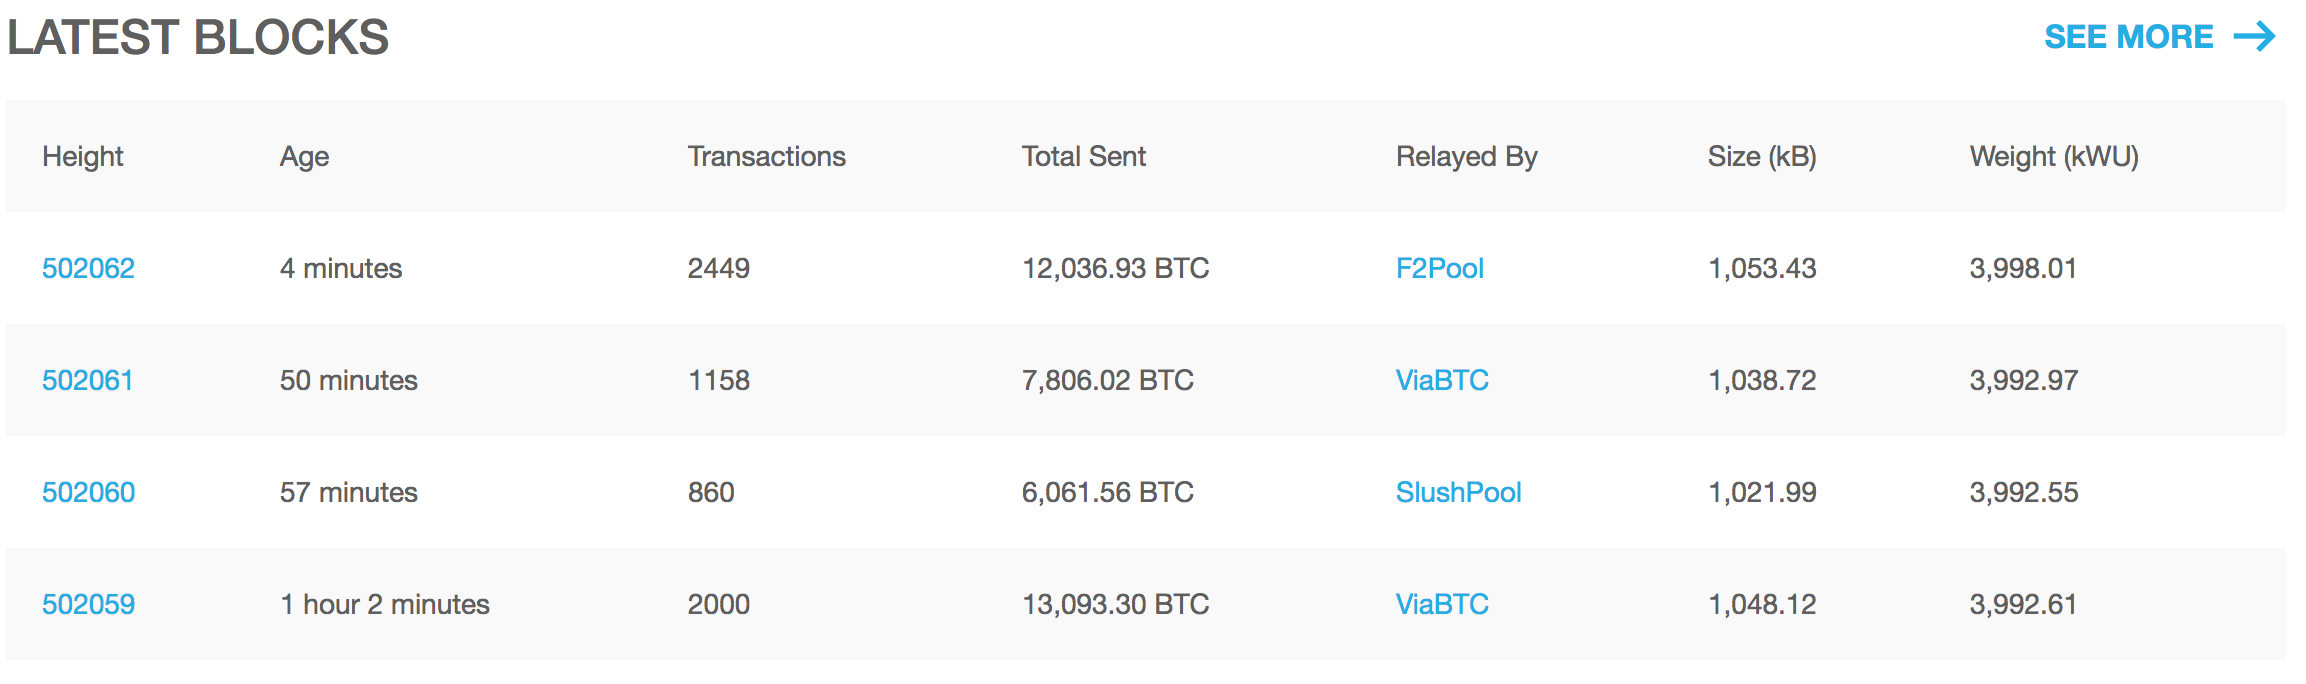 LATEST BLOCKS SEE MORE →
Height Age Transactions Total Sent Relayed By Size (kB) Weight (kWU)
502062 4 minutes 2449 12,036.93 BTC F2Pool 1,053.43 3,998.01
502061 50 minutes 1158 7,806.02 BTC ViaBTC 1,038.72 3,992.97
502060 57 minutes 860 6,061.56 BTC SlushPool 1,021.99 3,992.55
502059 1 hour 2 minutes 2000 13,093.30 BTC ViaBTC 1,048.12 3,992.61